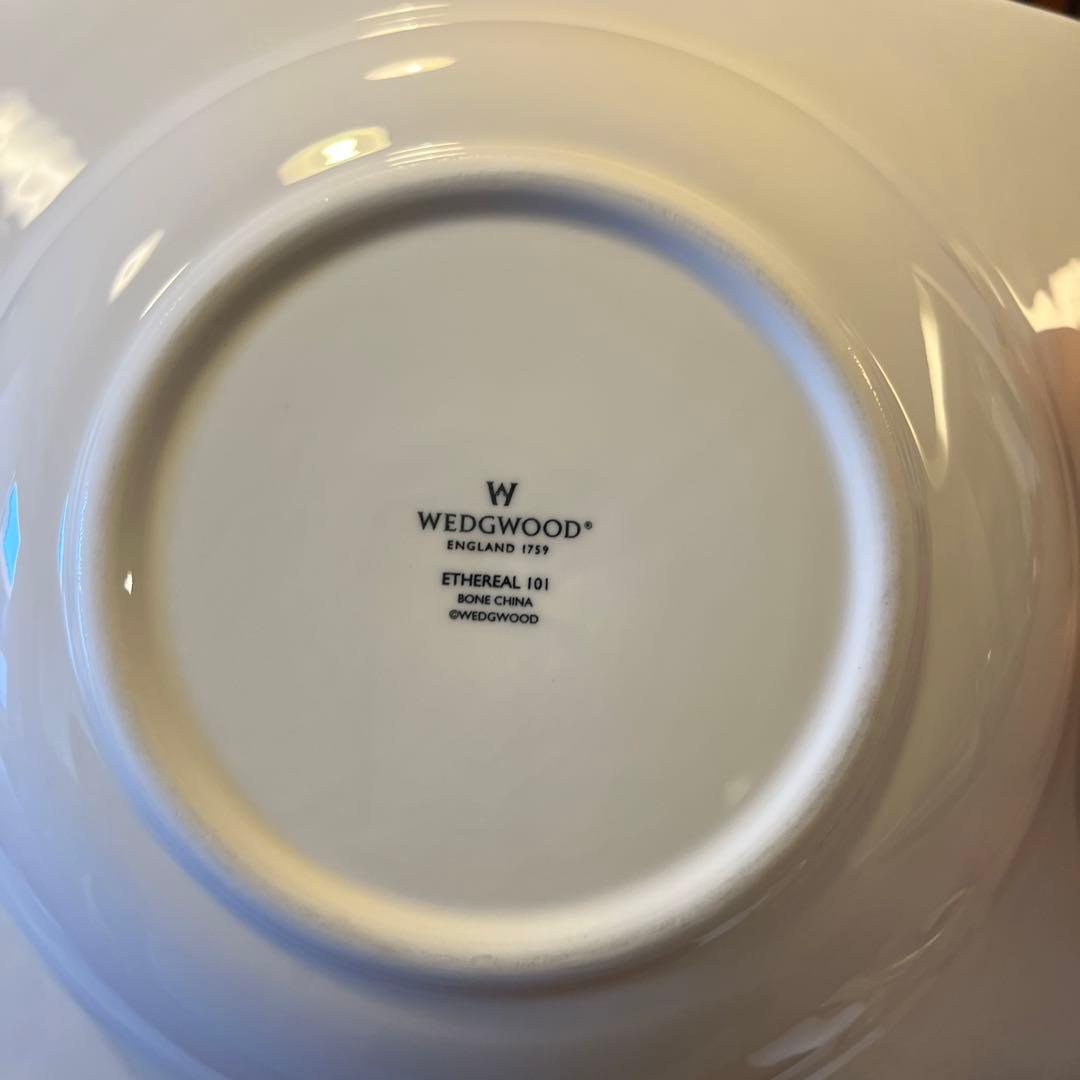 W
WEDGWOOD®
ENGLAND 1759
ETHEREAL 101
BONE CHINA
©WEDGWOOD